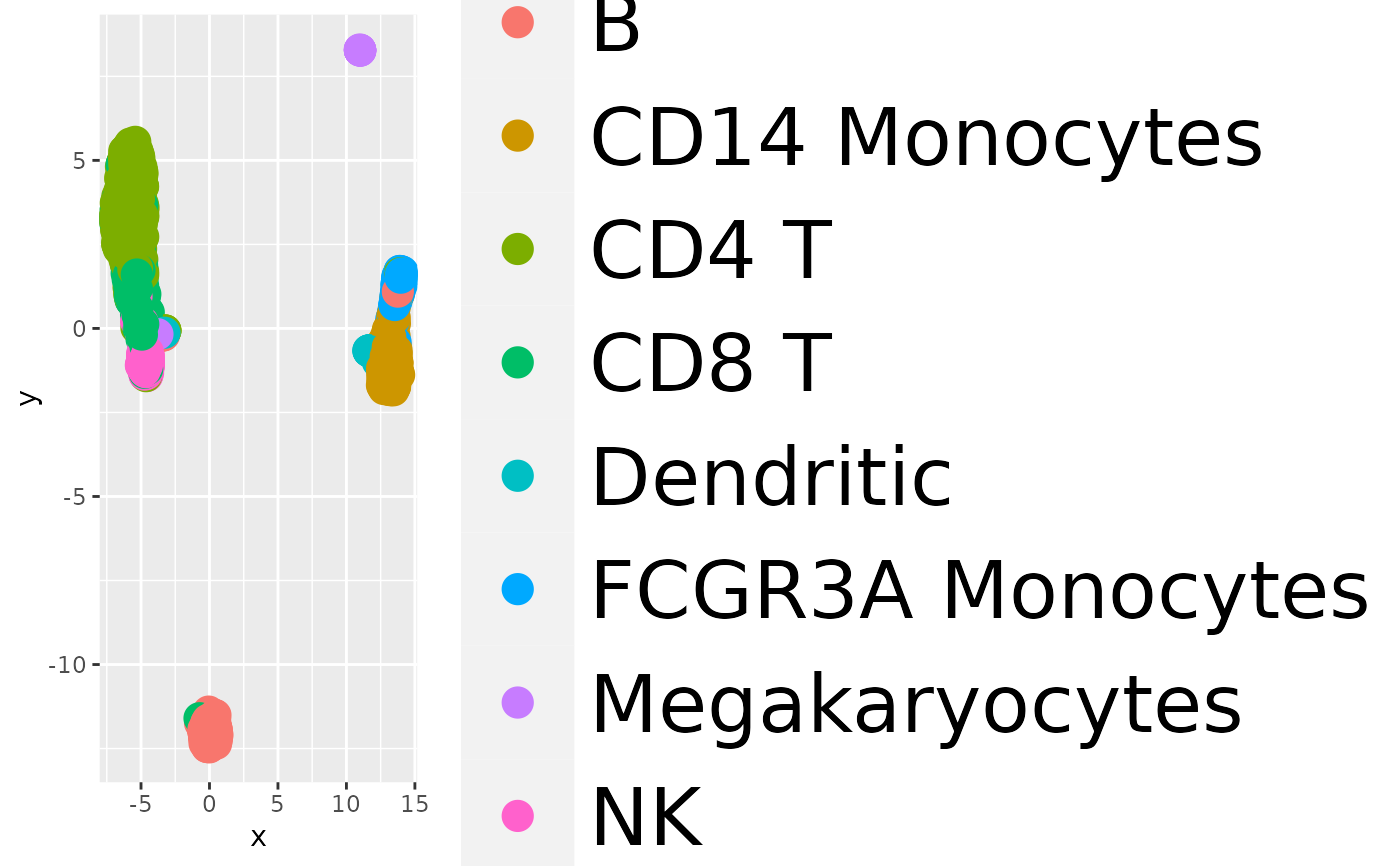 5
0
-5
-10
y
-5 0 5 10 15
x
B
CD14 Monocytes
CD4 T
CD8 T
Dendritic
FCGR3A Monocytes
Megakaryocytes
NK